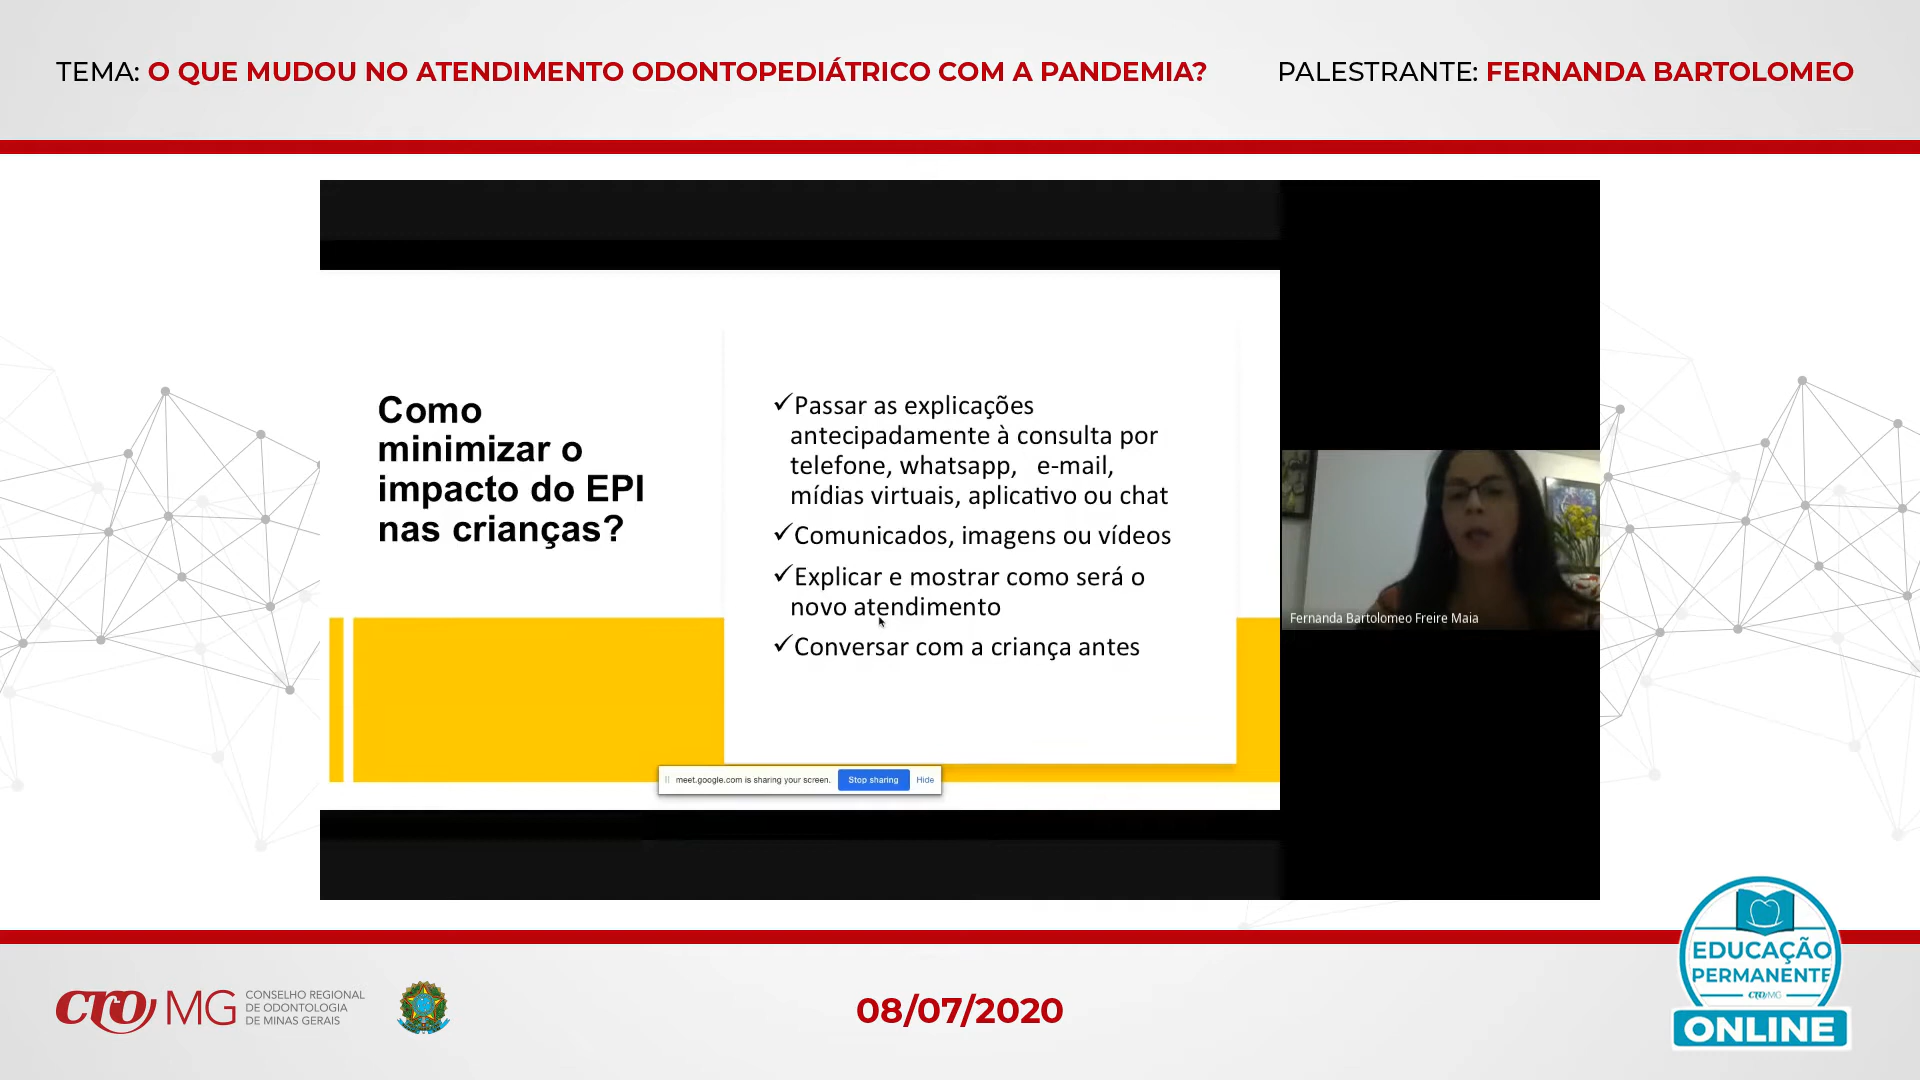 TEMA: O QUE MUDOU NO ATENDIMENTO ODONTOPEDIÁTRICO COM A PANDEMIA?
PALESTRANTE: FERNANDA BARTOLOMEO
Como
minimizar o
impacto do EPI
nas crianças?
✓Passar as explicações
antecipadamente à consulta por
telefone, whatsapp, e-mail,
mídias virtuais, aplicativo ou chat
✓Comunicados, imagens ou vídeos
✓Explicar e mostrar como será o
novo atendimento
✓Conversar com a criança antes
Fernanda Bartolomeo Freire Maia
meet.google.com is sharing your screen. Stop sharing Hide
CRO MG
CONSELHO REGIONAL
DE ODONTOLOGIA
DE MINAS GERAIS
08/07/2020
EDUCAÇÃO
PERMANENTE
CRO MG
ONLINE